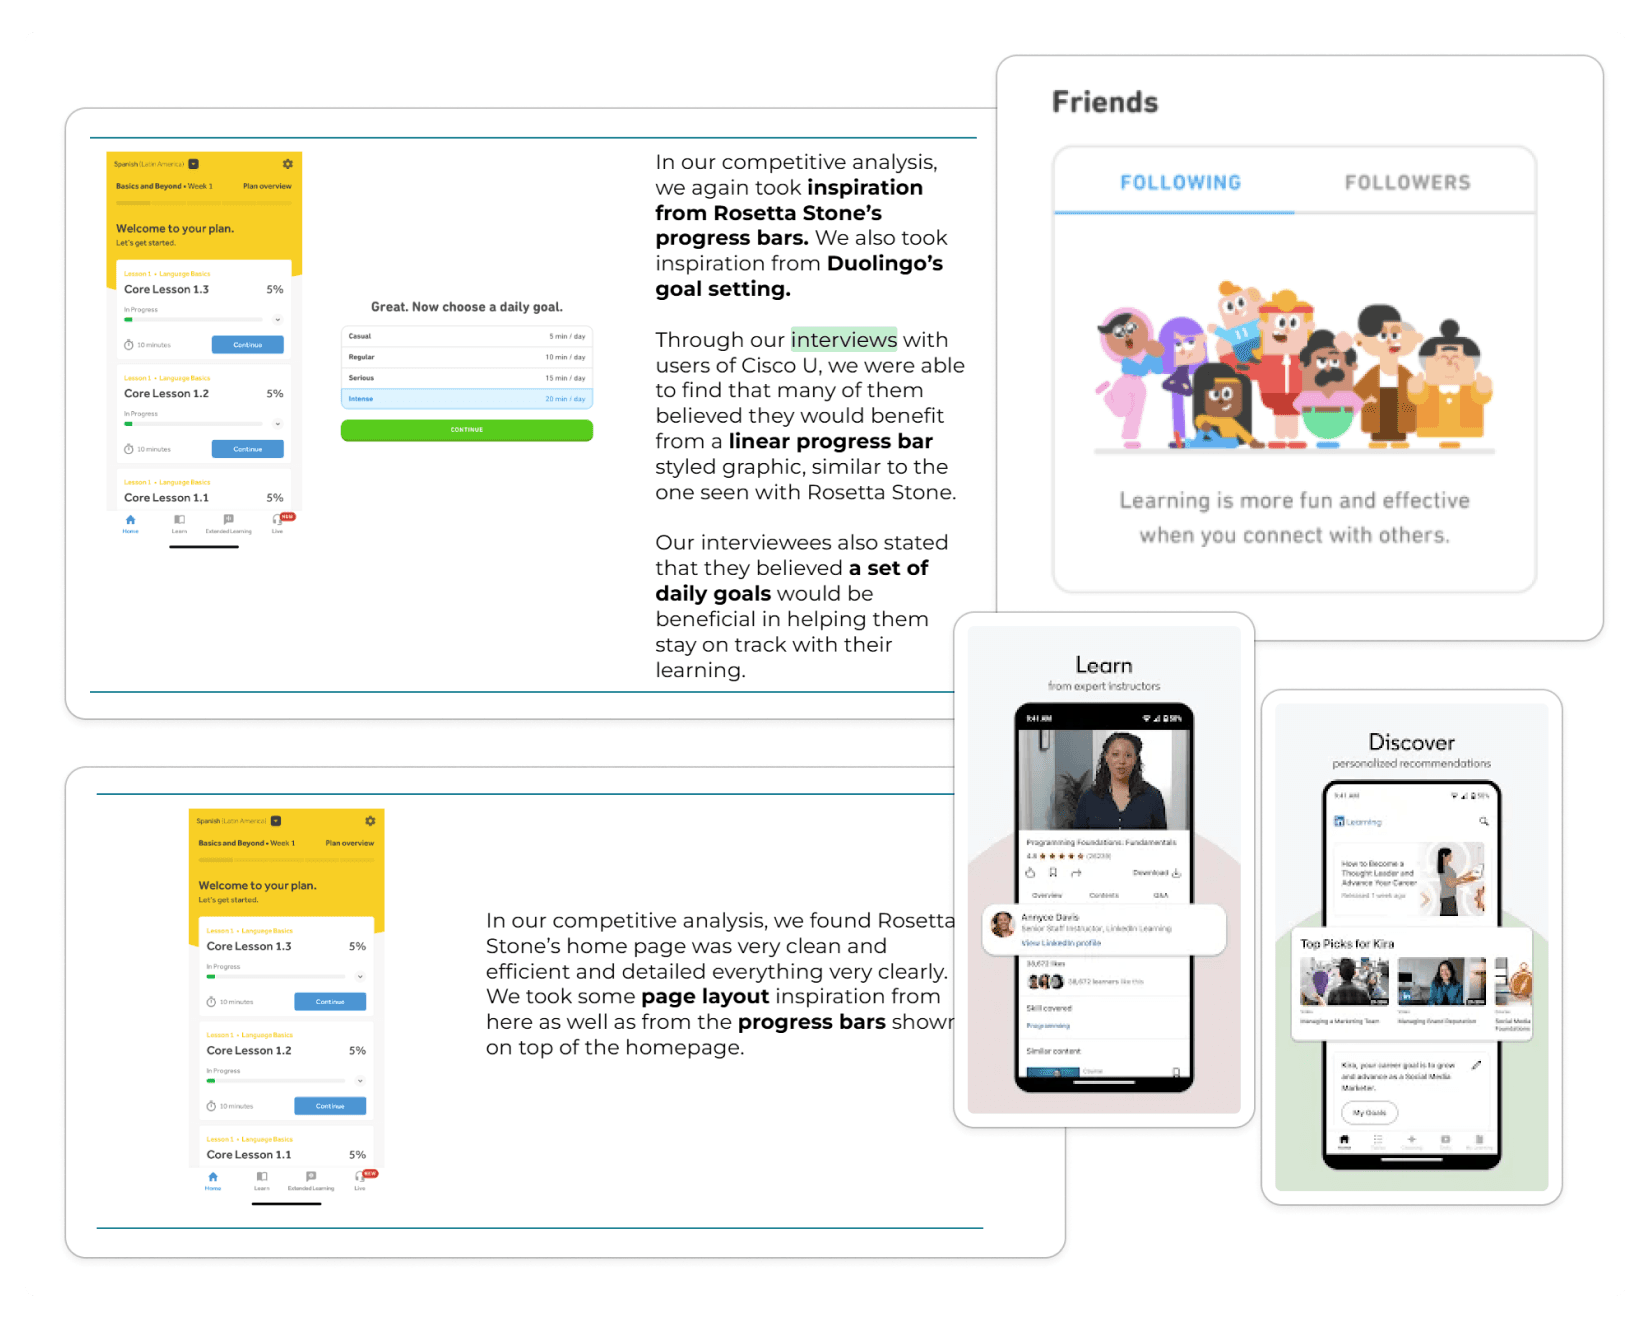 Spanish (Latin America)
Basics and Beyond • Week 1 Plan overview
Welcome to your plan.
Let's get started.
Lesson 1 • Language Basics
Core Lesson 1.3 5%
In Progress
10 minutes Continue
Lesson 1 • Language Basics
Core Lesson 1.2 5%
In Progress
10 minutes Continue
Lesson 1 • Language Basics
Core Lesson 1.1 5%
NEW
Home Learn Extended Learning Live
Great. Now choose a daily goal.
Casual 5 min / day
Regular 10 min / day
Serious 15 min / day
Intense 20 min / day
CONTINUE
In our competitive analysis,
we again took inspiration
from Rosetta Stone's
progress bars. We also took
inspiration from Duolingo's
goal setting.
Through our interviews with
users of Cisco U, we were able
to find that many of them
believed they would benefit
from a linear progress bar
styled graphic, similar to the
one seen with Rosetta Stone.
Our interviewees also stated
that they believed a set of
daily goals would be
beneficial in helping them
stay on track with their
learning.
Friends
FOLLOWING FOLLOWERS
Learning is more fun and effective
when you connect with others.
Spanish (Latin America)
Basics and Beyond • Week 1 Plan overview
Welcome to your plan.
Let's get started.
Lesson 1 • Language Basics
Core Lesson 1.3 5%
In Progress
10 minutes Continue
Lesson 1 • Language Basics
Core Lesson 1.2 5%
In Progress
10 minutes Continue
Lesson 1 • Language Basics
Core Lesson 1.1 5%
NEW
Home Learn Extended Learning Live
In our competitive analysis, we found Rosetta
Stone's home page was very clean and
efficient and detailed everything very clearly.
We took some page layout inspiration from
here as well as from the progress bars shown
on top of the homepage.
Learn
from expert instructors
9:41 AM 50%
Programming Foundations: Fundamentals
4.8 (26239)
Download
Overview Contents Q&A
Annyce Davis
Senior Staff Instructor, LinkedIn Learning
View LinkedIn profile
38,672 likes
38,672 learners like this
Skill covered
Programming
Similar content
Course
Discover
personalized recommendations
9:41 AM 50%
in Learning
How to Become a
Thought Leader and
Advance Your Career
Released 1 week ago
Top Picks for Kira
in
Video Video Course
Managing a Marketing Team Managing Brand Reputation Social Media
Foundations
Kira, your career goal is to grow
and advance as a Social Media
Marketer.
My Goals
Home